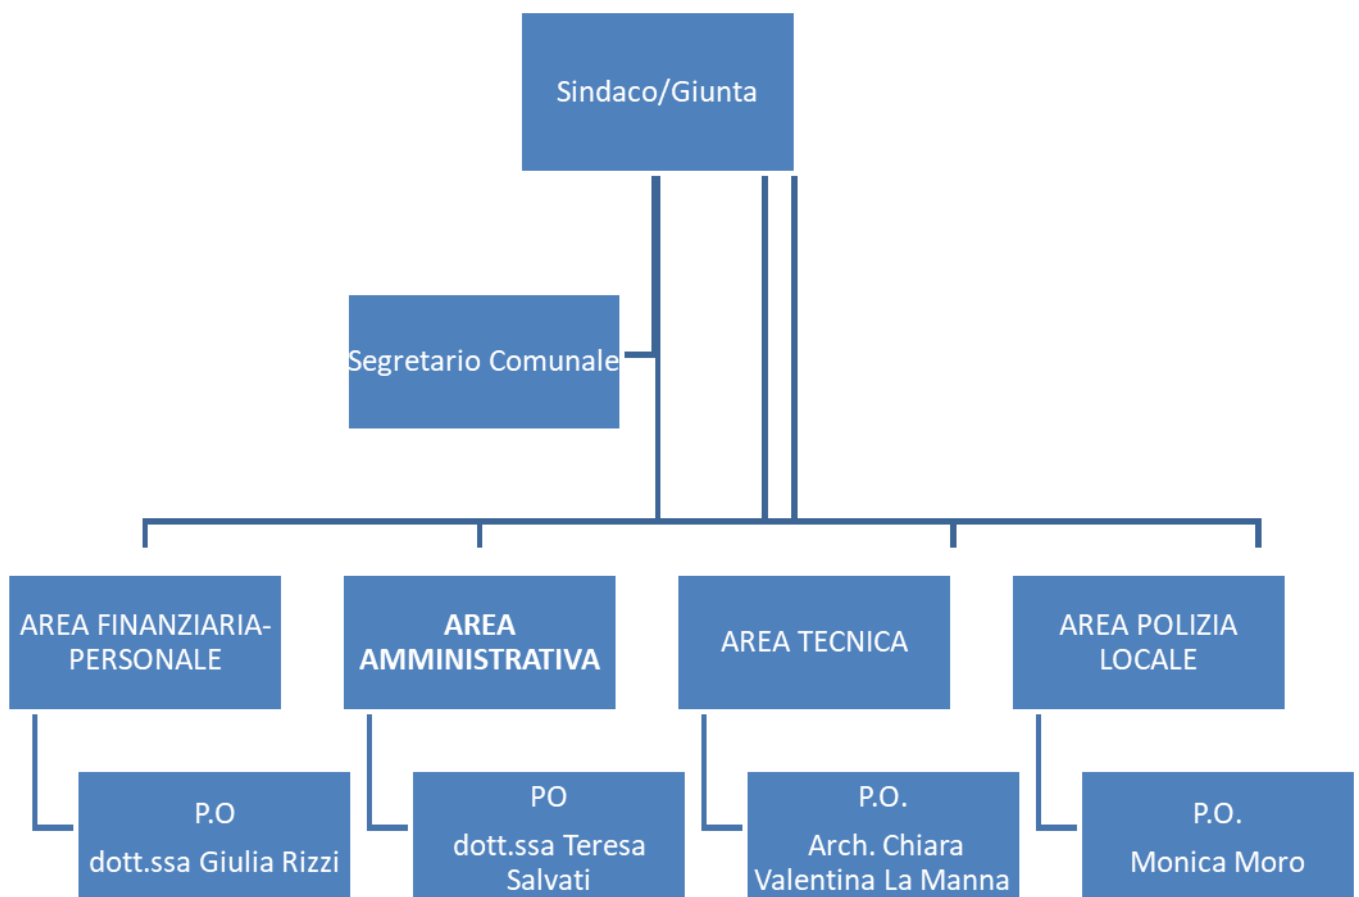 Sindaco/Giunta
Segretario Comunale
AREA FINANZIARIA-
PERSONALE
AREA
AMMINISTRATIVA
AREA TECNICA
AREA POLIZIA
LOCALE
P.O
dott.ssa Giulia Rizzi
PO
dott.ssa Teresa
Salvati
P.O.
Arch. Chiara
Valentina La Manna
P.O.
Monica Moro